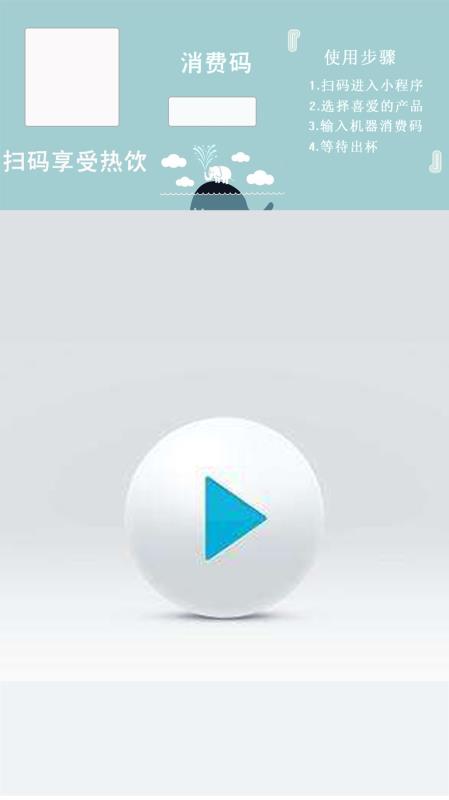 消费码
扫码享受热饮
使用步骤
1.扫码进入小程序
2.选择喜爱的产品
3.输入机器消费码
4.等待出杯